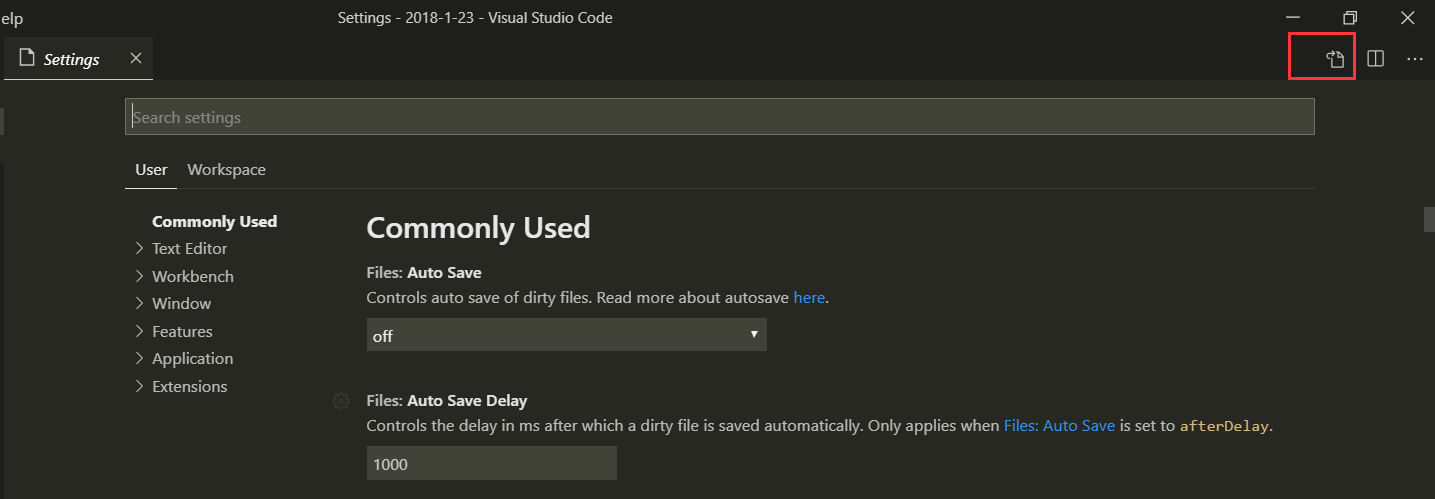 elp
Settings - 2018-1-23 - Visual Studio Code
Settings
Search settings
User Workspace
Commonly Used
Text Editor
Workbench
Window
Features
Application
Extensions
Commonly Used
Files: Auto Save
Controls auto save of dirty files. Read more about autosave here.
off
Files: Auto Save Delay
Controls the delay in ms after which a dirty file is saved automatically. Only applies when Files: Auto Save is set to afterDelay.
1000